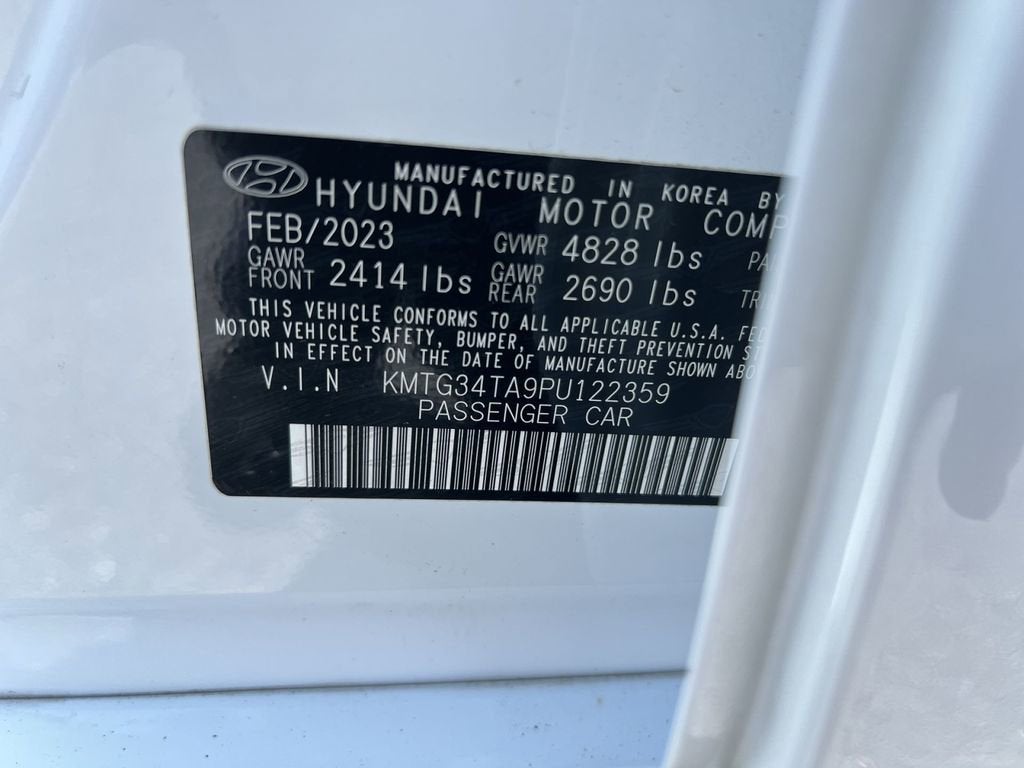 MANUFACTURED IN KOREA BY
HYUNDAI MOTOR
FEB/2023 GVWR 4828 lbs
GAWR FRONT 2414 lbs GAWR REAR 2690 lbs
THIS VEHICLE CONFORMS TO ALL APPLICABLE U.S.A.
MOTOR VEHICLE SAFETY, BUMPER, AND THEFT PREVENTION
IN EFFECT ON THE DATE OF MANUFACTURE SHOWN
V.I.N KMTG34TA9PU122359
PASSENGER CAR